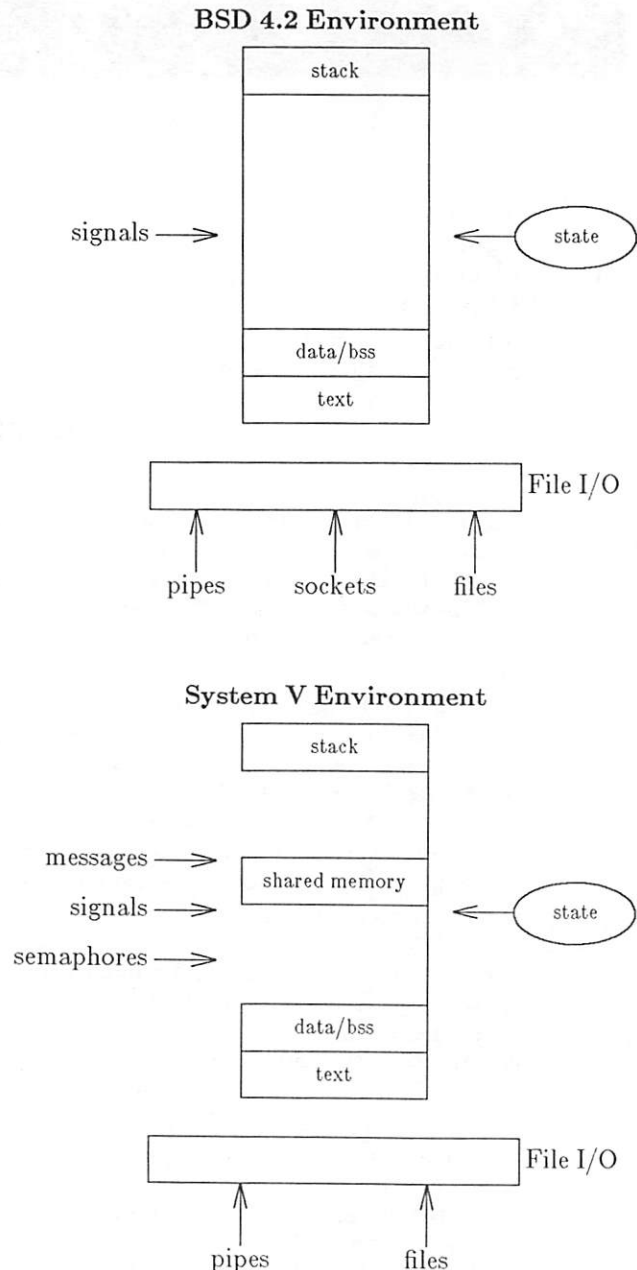 BSD 4.2 Environment
stack
signals
state
data/bss
text
File I/O
pipes sockets files
System V Environment
stack
messages
shared memory
signals
state
semaphores
data/bss
text
File I/O
pipes files